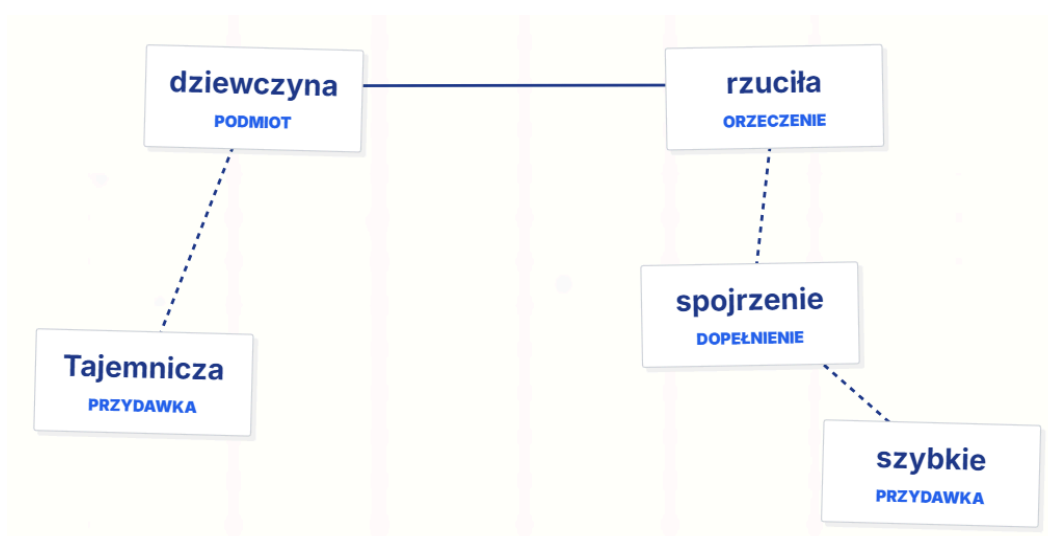 dziewczyna
PODMIOT
rzuciła
ORZECZENIE
spojrzenie
DOPEŁNIENIE
Tajemnicza
PRZYDAWKA
szybkie
PRZYDAWKA